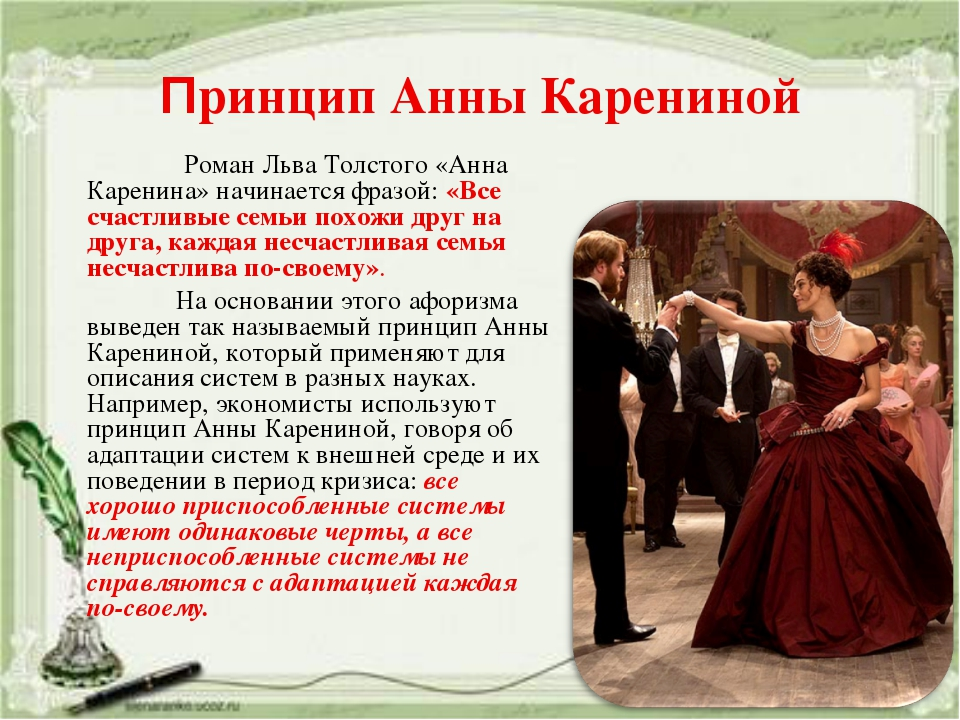 Принцип Анны Карениной
Роман Льва Толстого «Анна
Каренина» начинается фразой: «Все
счастливые семьи похожи друг на
друга, каждая несчастливая семья
несчастлива по-своему».
На основании этого афоризма
выведен так называемый принцип Анны
Карениной, который применяют для
описания систем в разных науках.
Например, экономисты используют
принцип Анны Карениной, говоря об
адаптации систем к внешней среде и их
поведении в период кризиса: все
хорошо приспособленные системы
имеют одинаковые черты, а все
неприспособленные системы не
справляются с адаптацией каждая
по-своему.